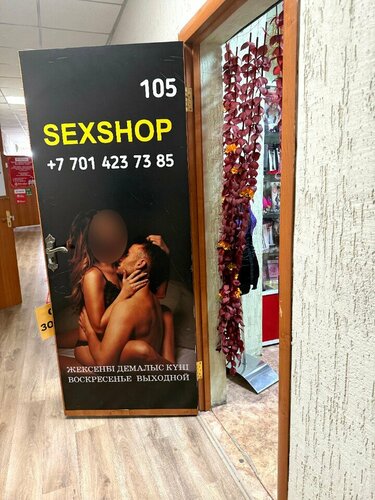 105
SEXSHOP
+7 701 423 73 85
ЖЕКСЕНБІ ДЕМАЛЫС КҮНІ
ВОСКРЕСЕНЬЕ ВЫХОДНОЙ